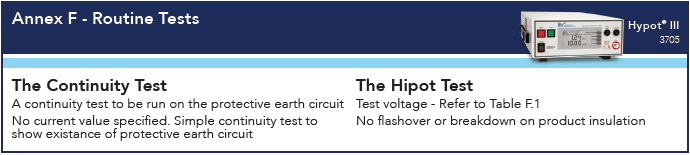 Annex F - Routine Tests
Hypot® III
3705
The Continuity Test
A continuity test to be run on the protective earth circuit
No current value specified. Simple continuity test to
show existance of protective earth circuit
The Hipot Test
Test voltage - Refer to Table F.1
No flashover or breakdown on product insulation